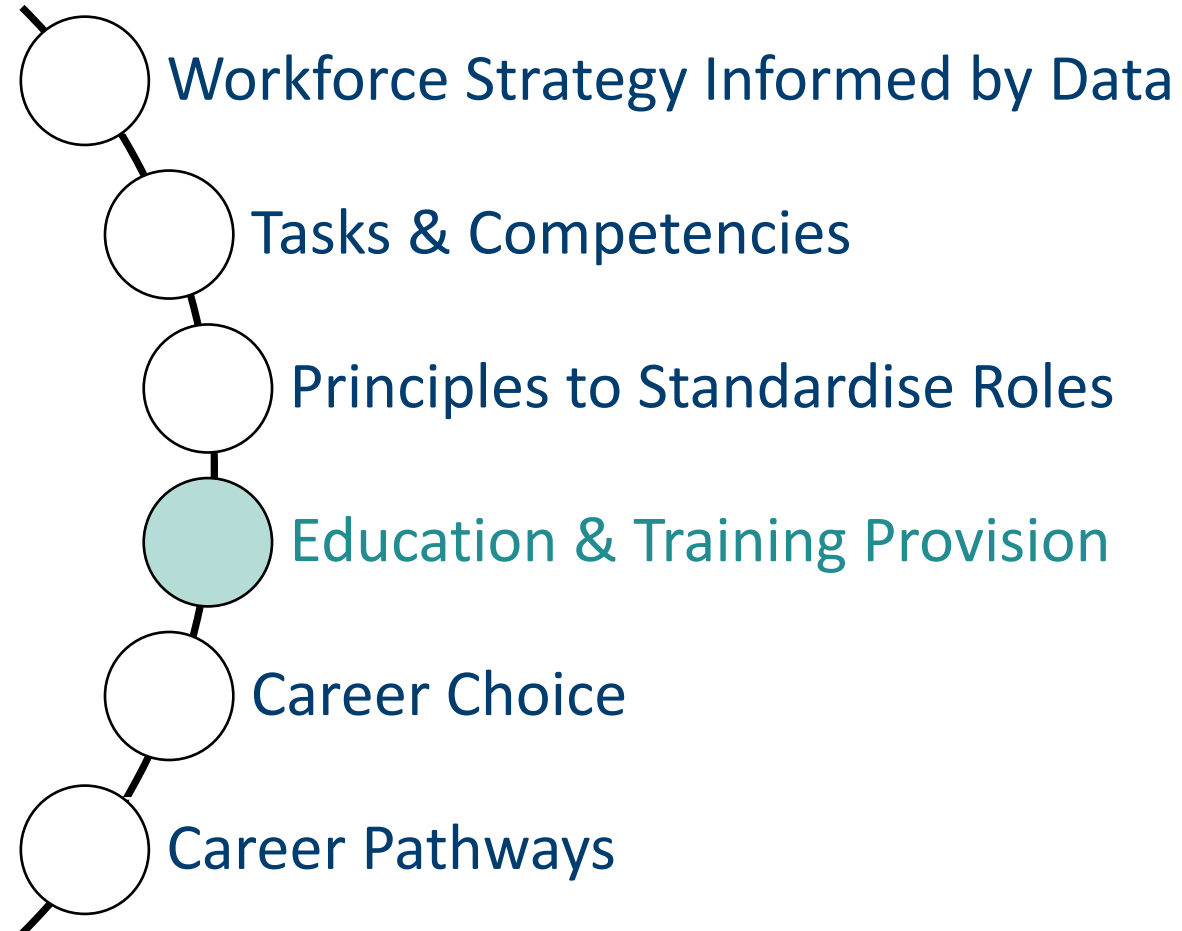 Workforce Strategy Informed by Data
Tasks & Competencies
Principles to Standardise Roles
Education & Training Provision
Career Choice
Career Pathways